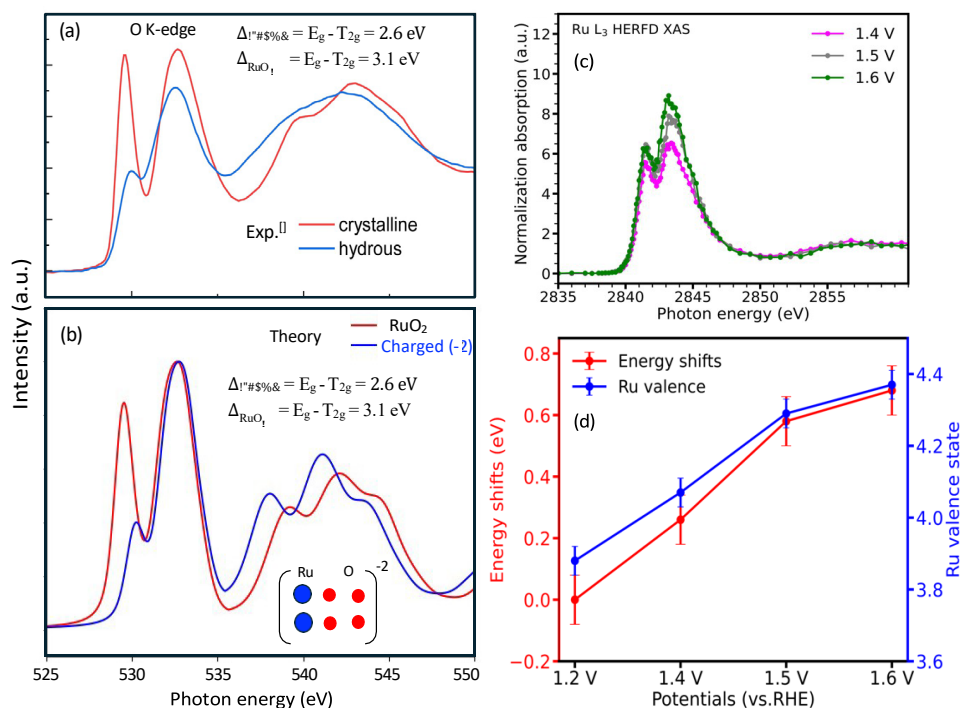 (a)
O K-edge
Δ!"#$%& = Eg - T2g = 2.6 eV
ΔRuO! = Eg - T2g = 3.1 eV
Exp.[]
crystalline
hydrous
(b)
Theory
RuO2
Charged (-2)
Δ!"#$%& = Eg - T2g = 2.6 eV
ΔRuO! = Eg - T2g = 3.1 eV
Ru O -2
525 530 535 540 545 550
Photon energy (eV)
Intensity (a.u.)
Ru L3 HERFD XAS
(c)
1.4 V
1.5 V
1.6 V
12
10
8
6
4
2
0
Normalization absorption (a.u.)
2835 2840 2845 2850 2855
Photon energy (eV)
Energy shifts
Ru valence
(d)
0.8
0.6
0.4
0.2
0.0
−0.2
Energy shifts (eV)
4.4
4.2
4.0
3.8
3.6
Ru valence state
1.2 V 1.4 V 1.5 V 1.6 V
Potentials (vs.RHE)